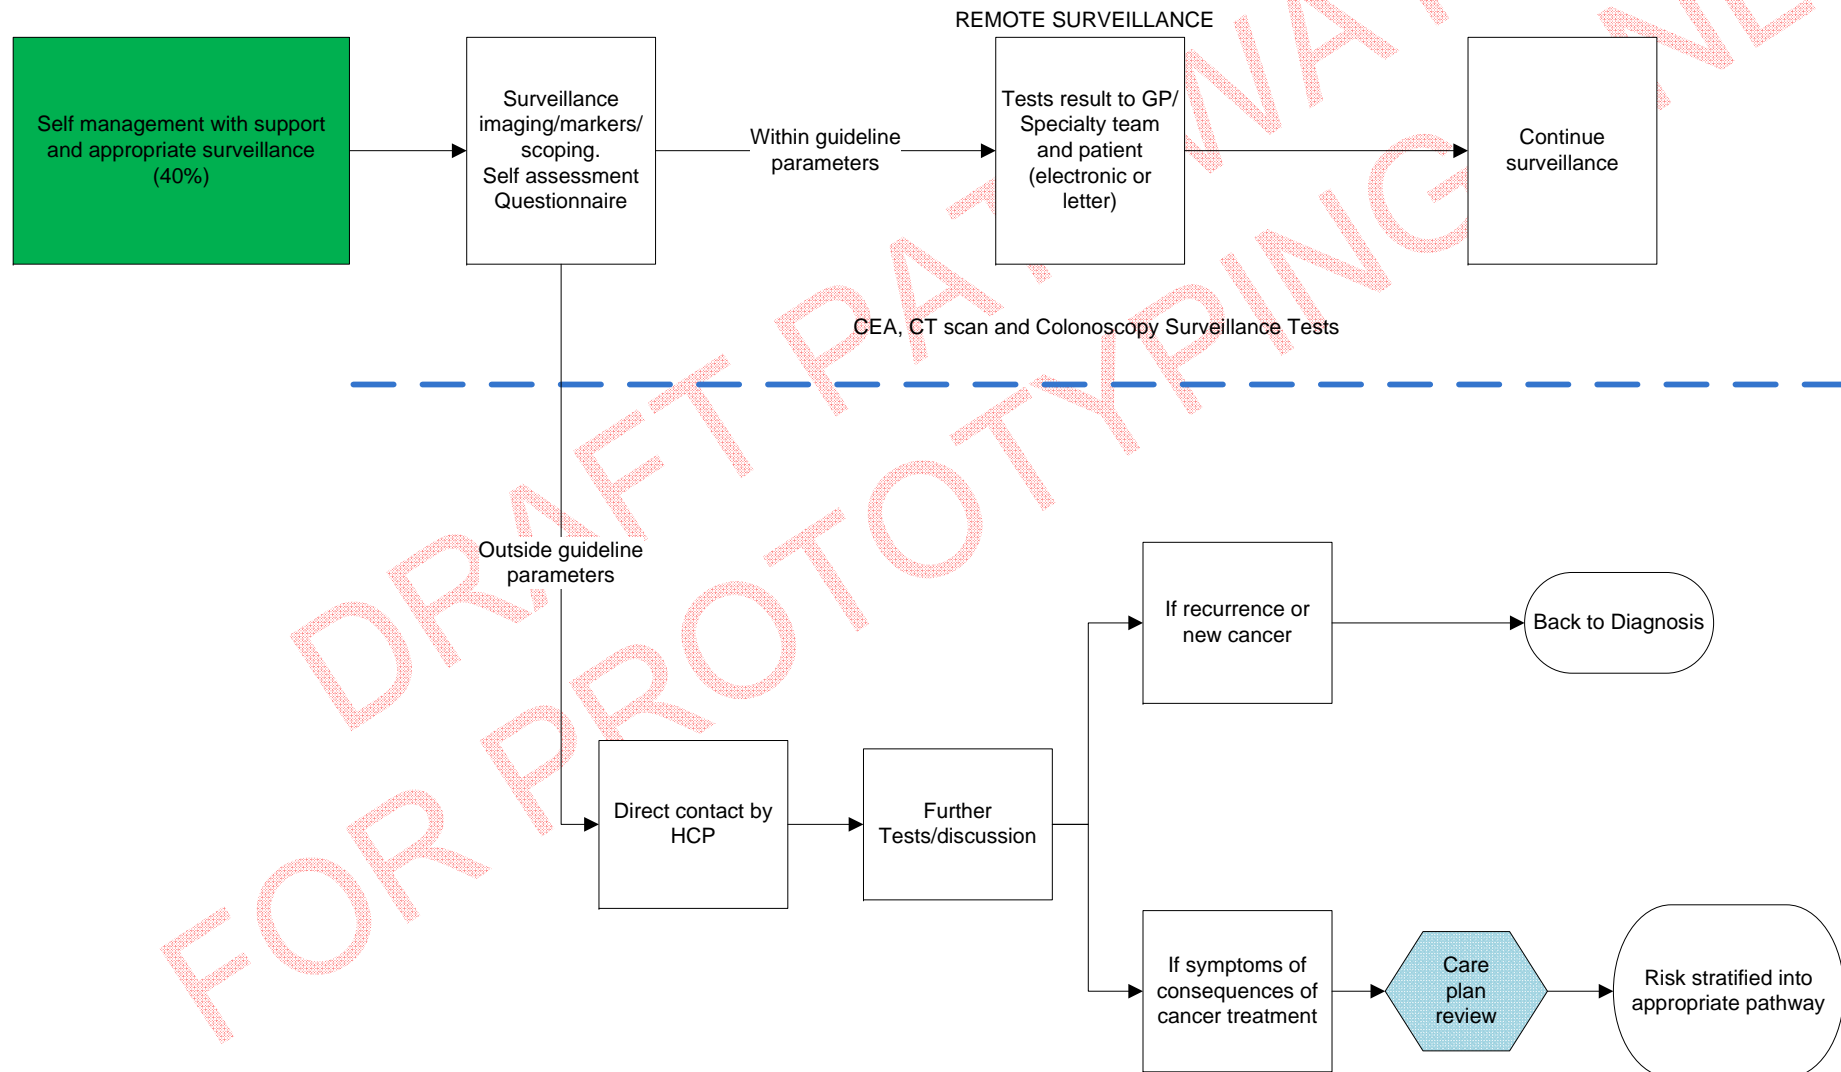 REMOTE SURVEILLANCE
Self management with support
and appropriate surveillance
(40%)
Surveillance
imaging/markers/
scoping.
Self assessment
Questionnaire
Within guideline
parameters
Tests result to GP/
Specialty team
and patient
(electronic or
letter)
Continue
surveillance
CEA, CT scan and Colonoscopy Surveillance Tests
Outside guideline
parameters
If recurrence or
new cancer
Back to Diagnosis
Direct contact by
HCP
Further
Tests/discussion
If symptoms of
consequences of
cancer treatment
Care
plan
review
Risk stratified into
appropriate pathway
DRAFT PATHWAY
FOR PROTOTYPING